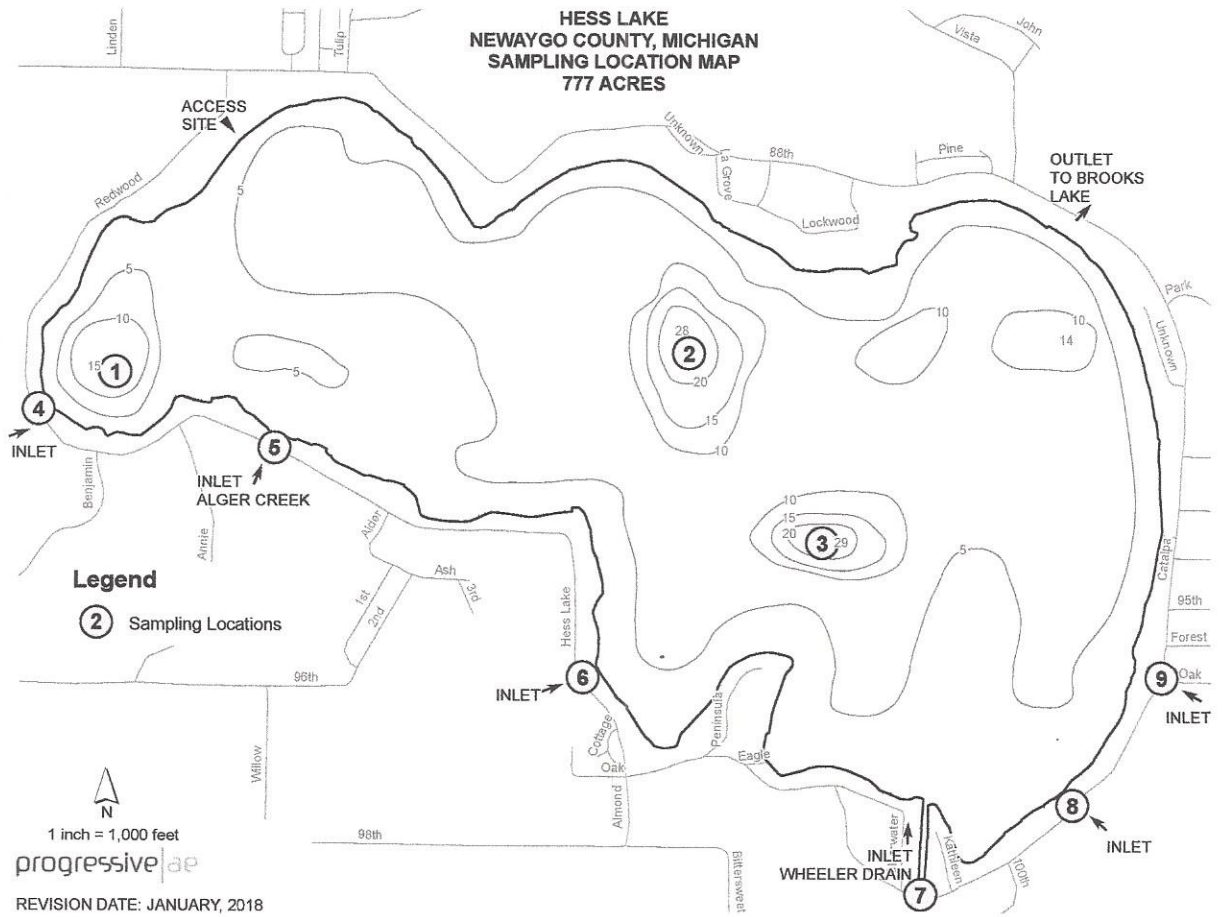 HESS LAKE
NEWAYGO COUNTY, MICHIGAN
SAMPLING LOCATION MAP
777 ACRES
Linden
Tulip
Vista
John
ACCESS
SITE
Unknown
La Grove
88th
Pine
Lockwood
OUTLET
TO BROOKS
LAKE
Redwood
5
5
10
15
1
5
28
2
20
15
10
10
10
14
Park
Unknown
4
INLET
5
INLET
ALGER CREEK
Benjamin
Annie
Alder
Ash
3rd
1st
2nd
Hess Lake
10
15
20
3
29
5
Catalpa
95th
Forest
Oak
9
INLET
Legend
2 Sampling Locations
96th
6
INLET
Willow
Cottage
Oak
Almond
Peninsula
Eagle
8
INLET
N
1 inch = 1,000 feet
98th
Bittersweet
INLET
WHEELER DRAIN
Kathleen
100th
7
progressive|ae
REVISION DATE: JANUARY, 2018